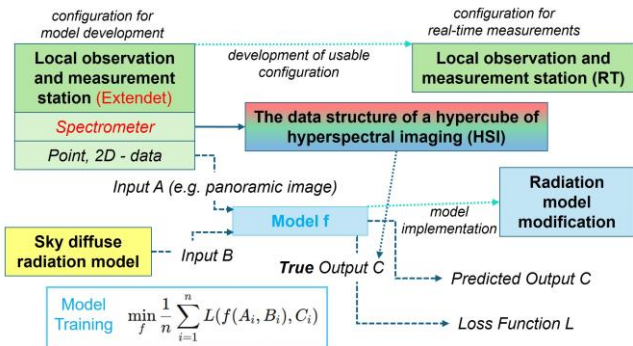 configuration for
model development
configuration for
real-time measurements
Local observation
and measurement
station (Extendet)
development of usable
configuration
Local observation and
measurement station (RT)
Spectrometer
The data structure of a hypercube of
hyperspectral imaging (HSI)
Point, 2D - data
Input A (e.g. panoramic image)
Model f
Radiation
model
modification
model
implementation
Sky diffuse
radiation model
Input B
True Output C
Predicted Output C
Loss Function L
Model
Training
min_f 1/n ∑_{i=1}^{n} L(f(A_i, B_i), C_i)